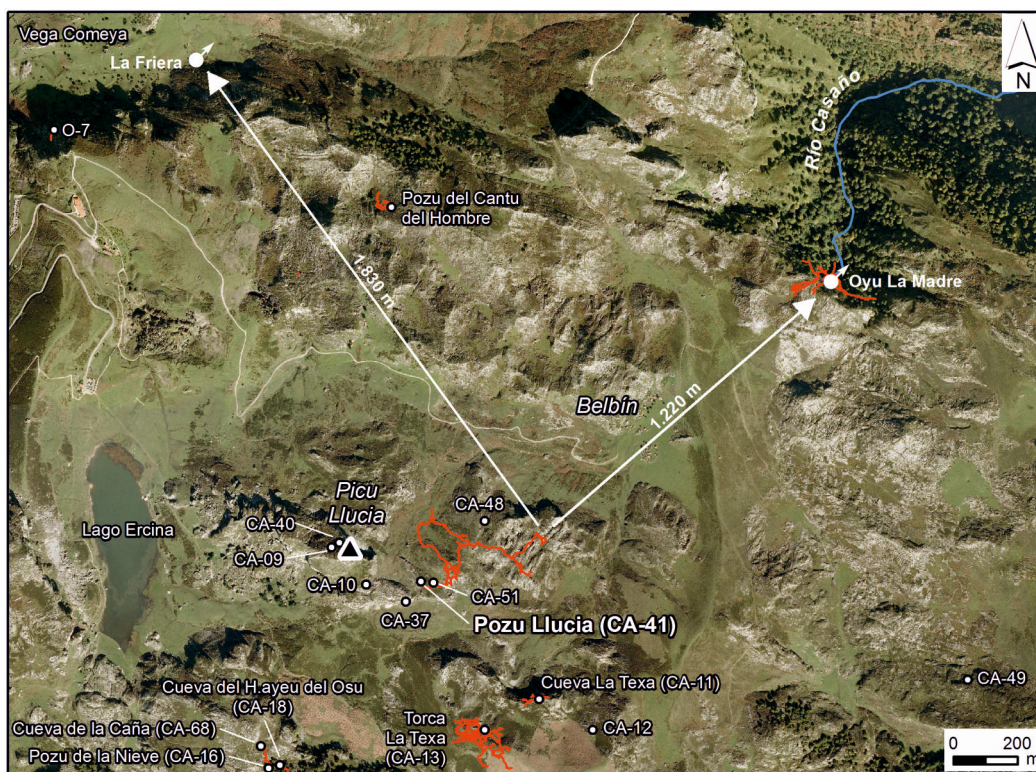 Vega Comeya
La Friera
N
O-7
Río Casaño
Pozu del Cantu
del Hombre
1.830 m
Oyu La Madre
1.220 m
Belbín
Picu
Llucia
CA-48
CA-40
Lago Ercina
CA-09
CA-10
CA-51
CA-37
Pozu Llucia (CA-41)
Cueva del H.ayeu del Osu
(CA-18)
Cueva La Texa (CA-11)
CA-49
Cueva de la Caña (CA-68)
Torca
La Texa
(CA-13)
CA-12
Pozu de la Nieve (CA-16)
0 200 m